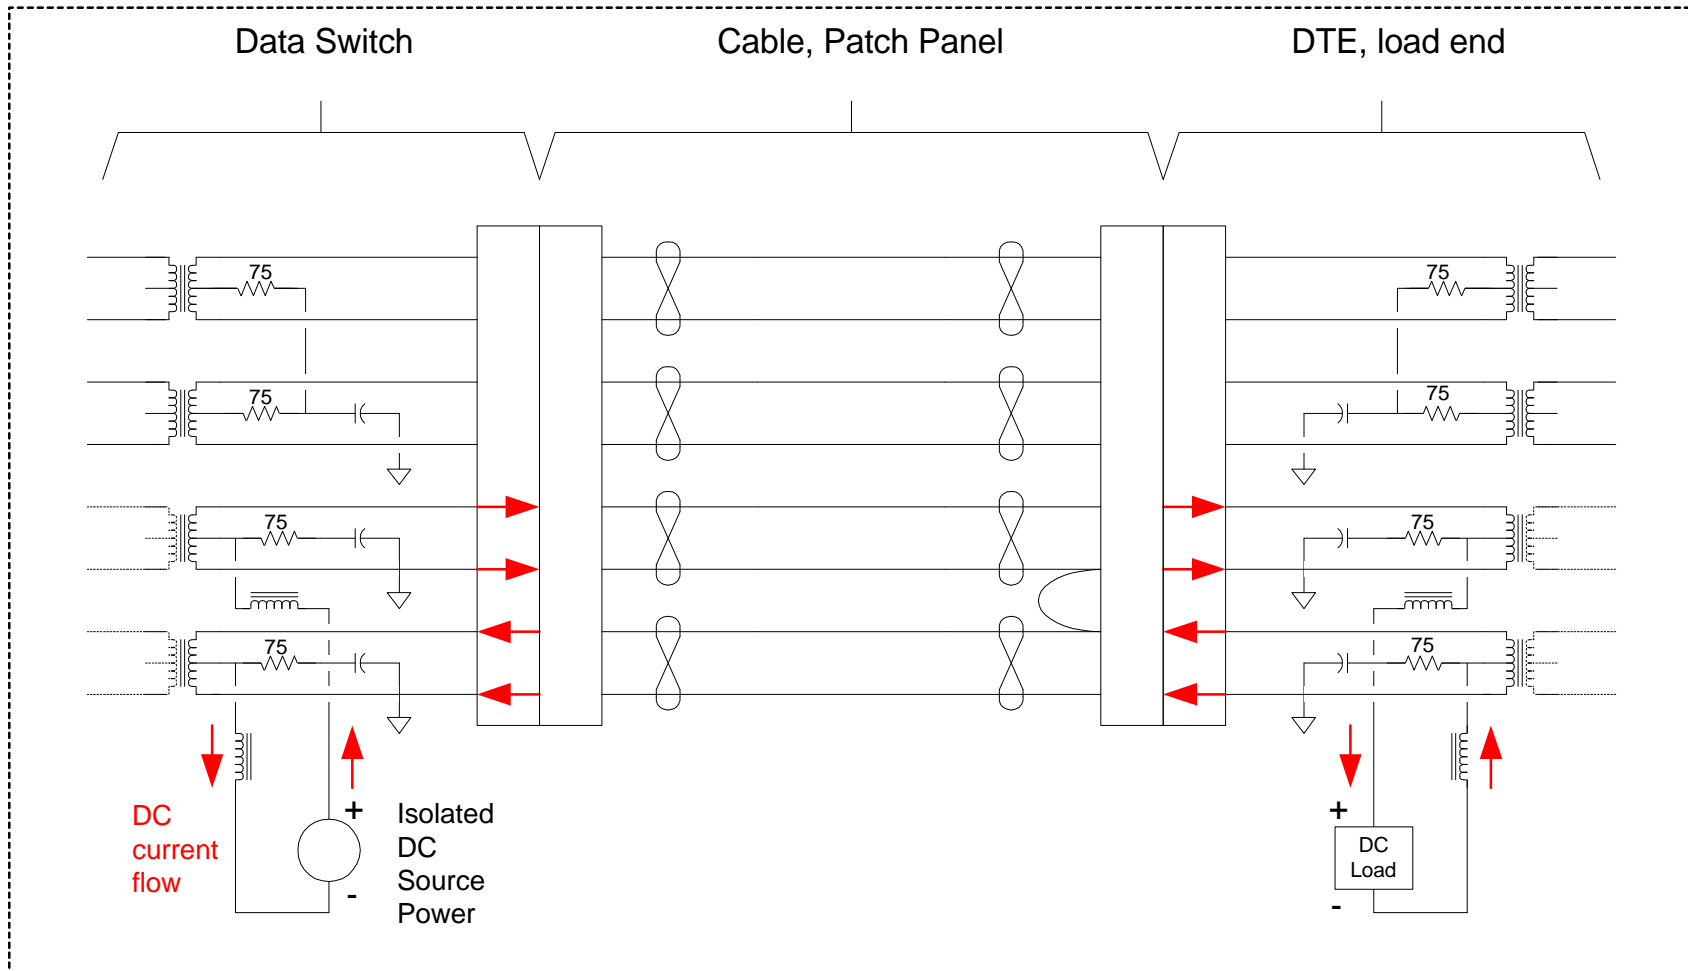 Data Switch
Cable, Patch Panel
DTE, load end
75
75
75
75
75
75
75
75
DC
current
flow
+
-
Isolated
DC
Source
Power
+
DC
Load
-